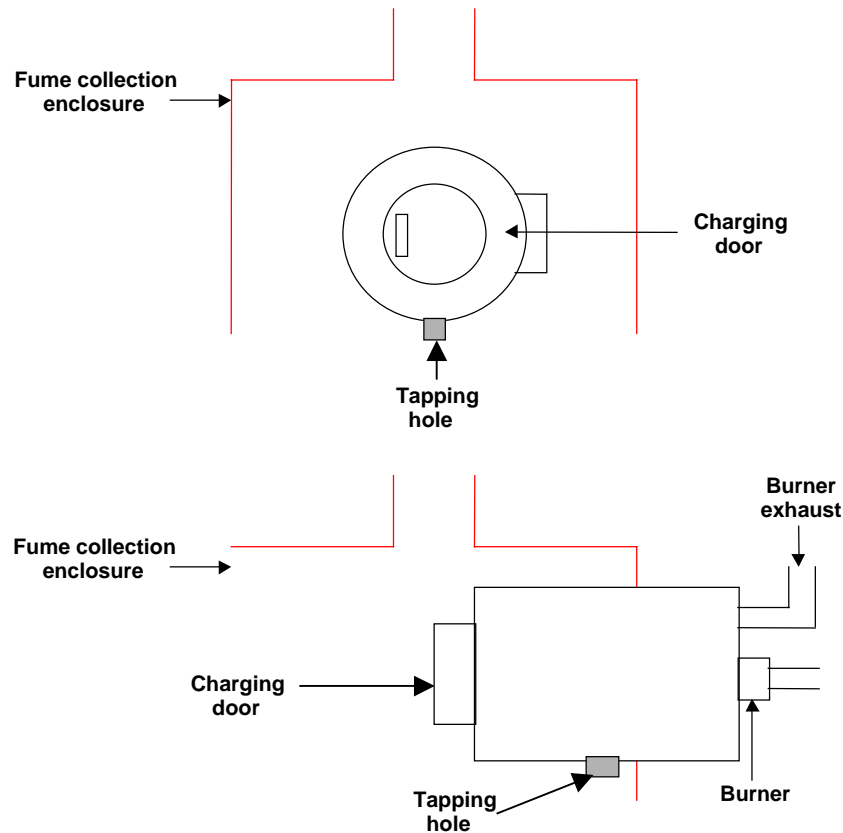 Fume collection
enclosure
Charging
door
Tapping
hole
Burner
exhaust
Fume collection
enclosure
Charging
door
Tapping
hole
Burner